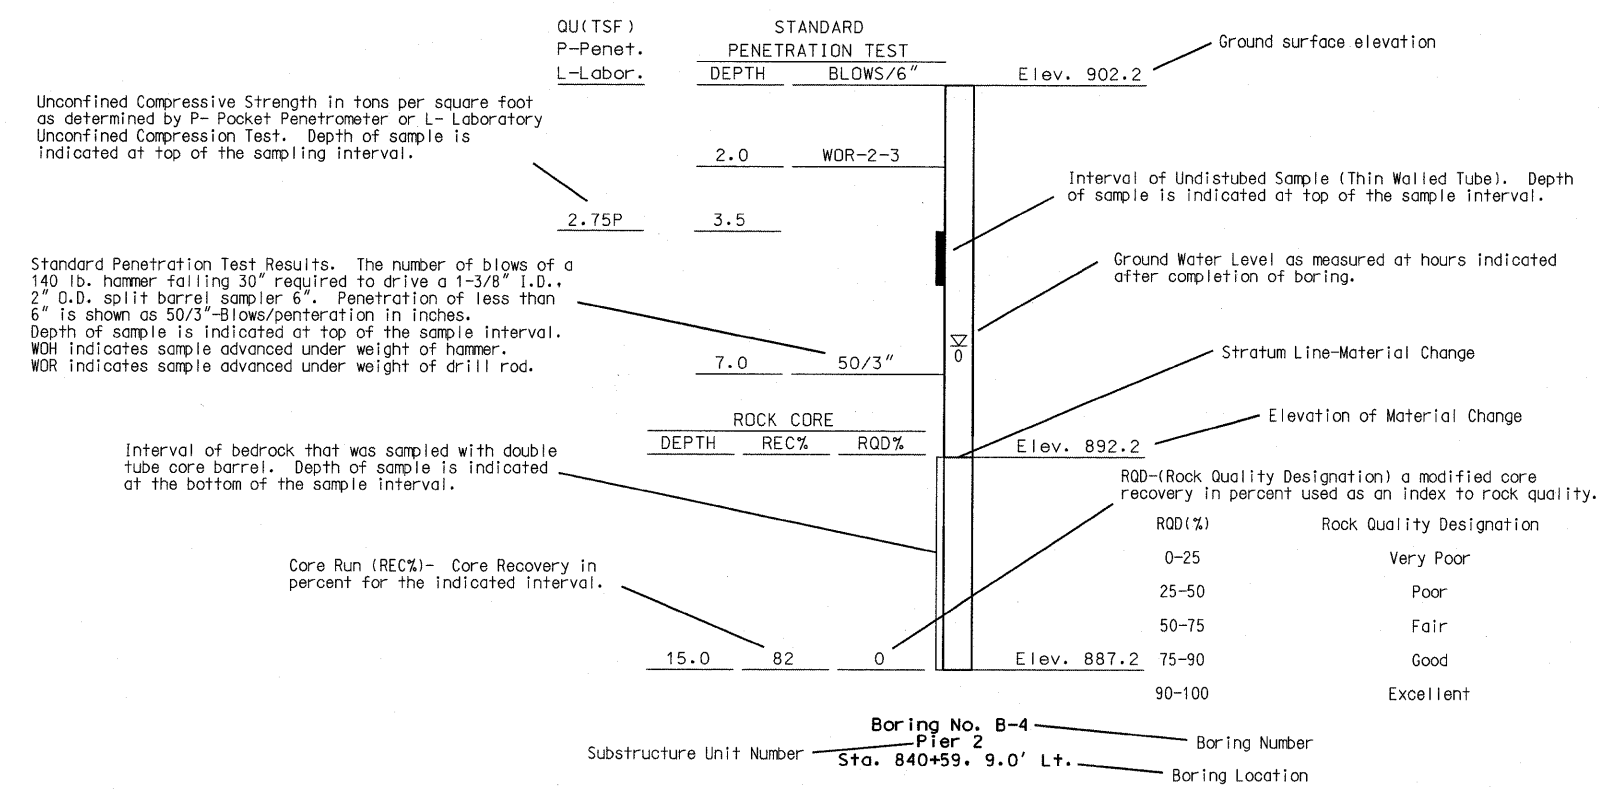 QU(TSF)
P-Penet.
L-Labor.
STANDARD
PENETRATION TEST
DEPTH BLOWS/6"
Elev. 902.2
Ground surface elevation
Unconfined Compressive Strength in tons per square foot
as determined by P- Pocket Penetrometer or L- Laboratory
Unconfined Compression Test. Depth of sample is
indicated at top of the sampling interval.
2.0 WOR-2-3
Interval of Undistubed Sample (Thin Walled Tube). Depth
of sample is indicated at top of the sample interval.
2.75P 3.5
Standard Penetration Test Results. The number of blows of a
140 lb. hammer falling 30" required to drive a 1-3/8" I.D.,
2" O.D. split barrel sampler 6". Penetration of less than
6" is shown as 50/3"-Blows/penteration in inches.
Depth of sample is indicated at top of the sample interval.
WOH indicates sample advanced under weight of hammer.
WOR indicates sample advanced under weight of drill rod.
Ground Water Level as measured at hours indicated
after completion of boring.
0
7.0 50/3"
Stratum Line-Material Change
ROCK CORE
DEPTH REC% RQD%
Elevation of Material Change
Elev. 892.2
Interval of bedrock that was sampled with double
tube core barrel. Depth of sample is indicated
at the bottom of the sample interval.
RQD-(Rock Quality Designation) a modified core
recovery in percent used as an index to rock quality.
RQD(%) Rock Quality Designation
0-25 Very Poor
25-50 Poor
50-75 Fair
75-90 Good
90-100 Excellent
Core Run (REC%)- Core Recovery in
percent for the indicated interval.
15.0 82 0 Elev. 887.2
Boring No. B-4
Pier 2
Sta. 840+59. 9.0' Lt.
Substructure Unit Number
Boring Number
Boring Location